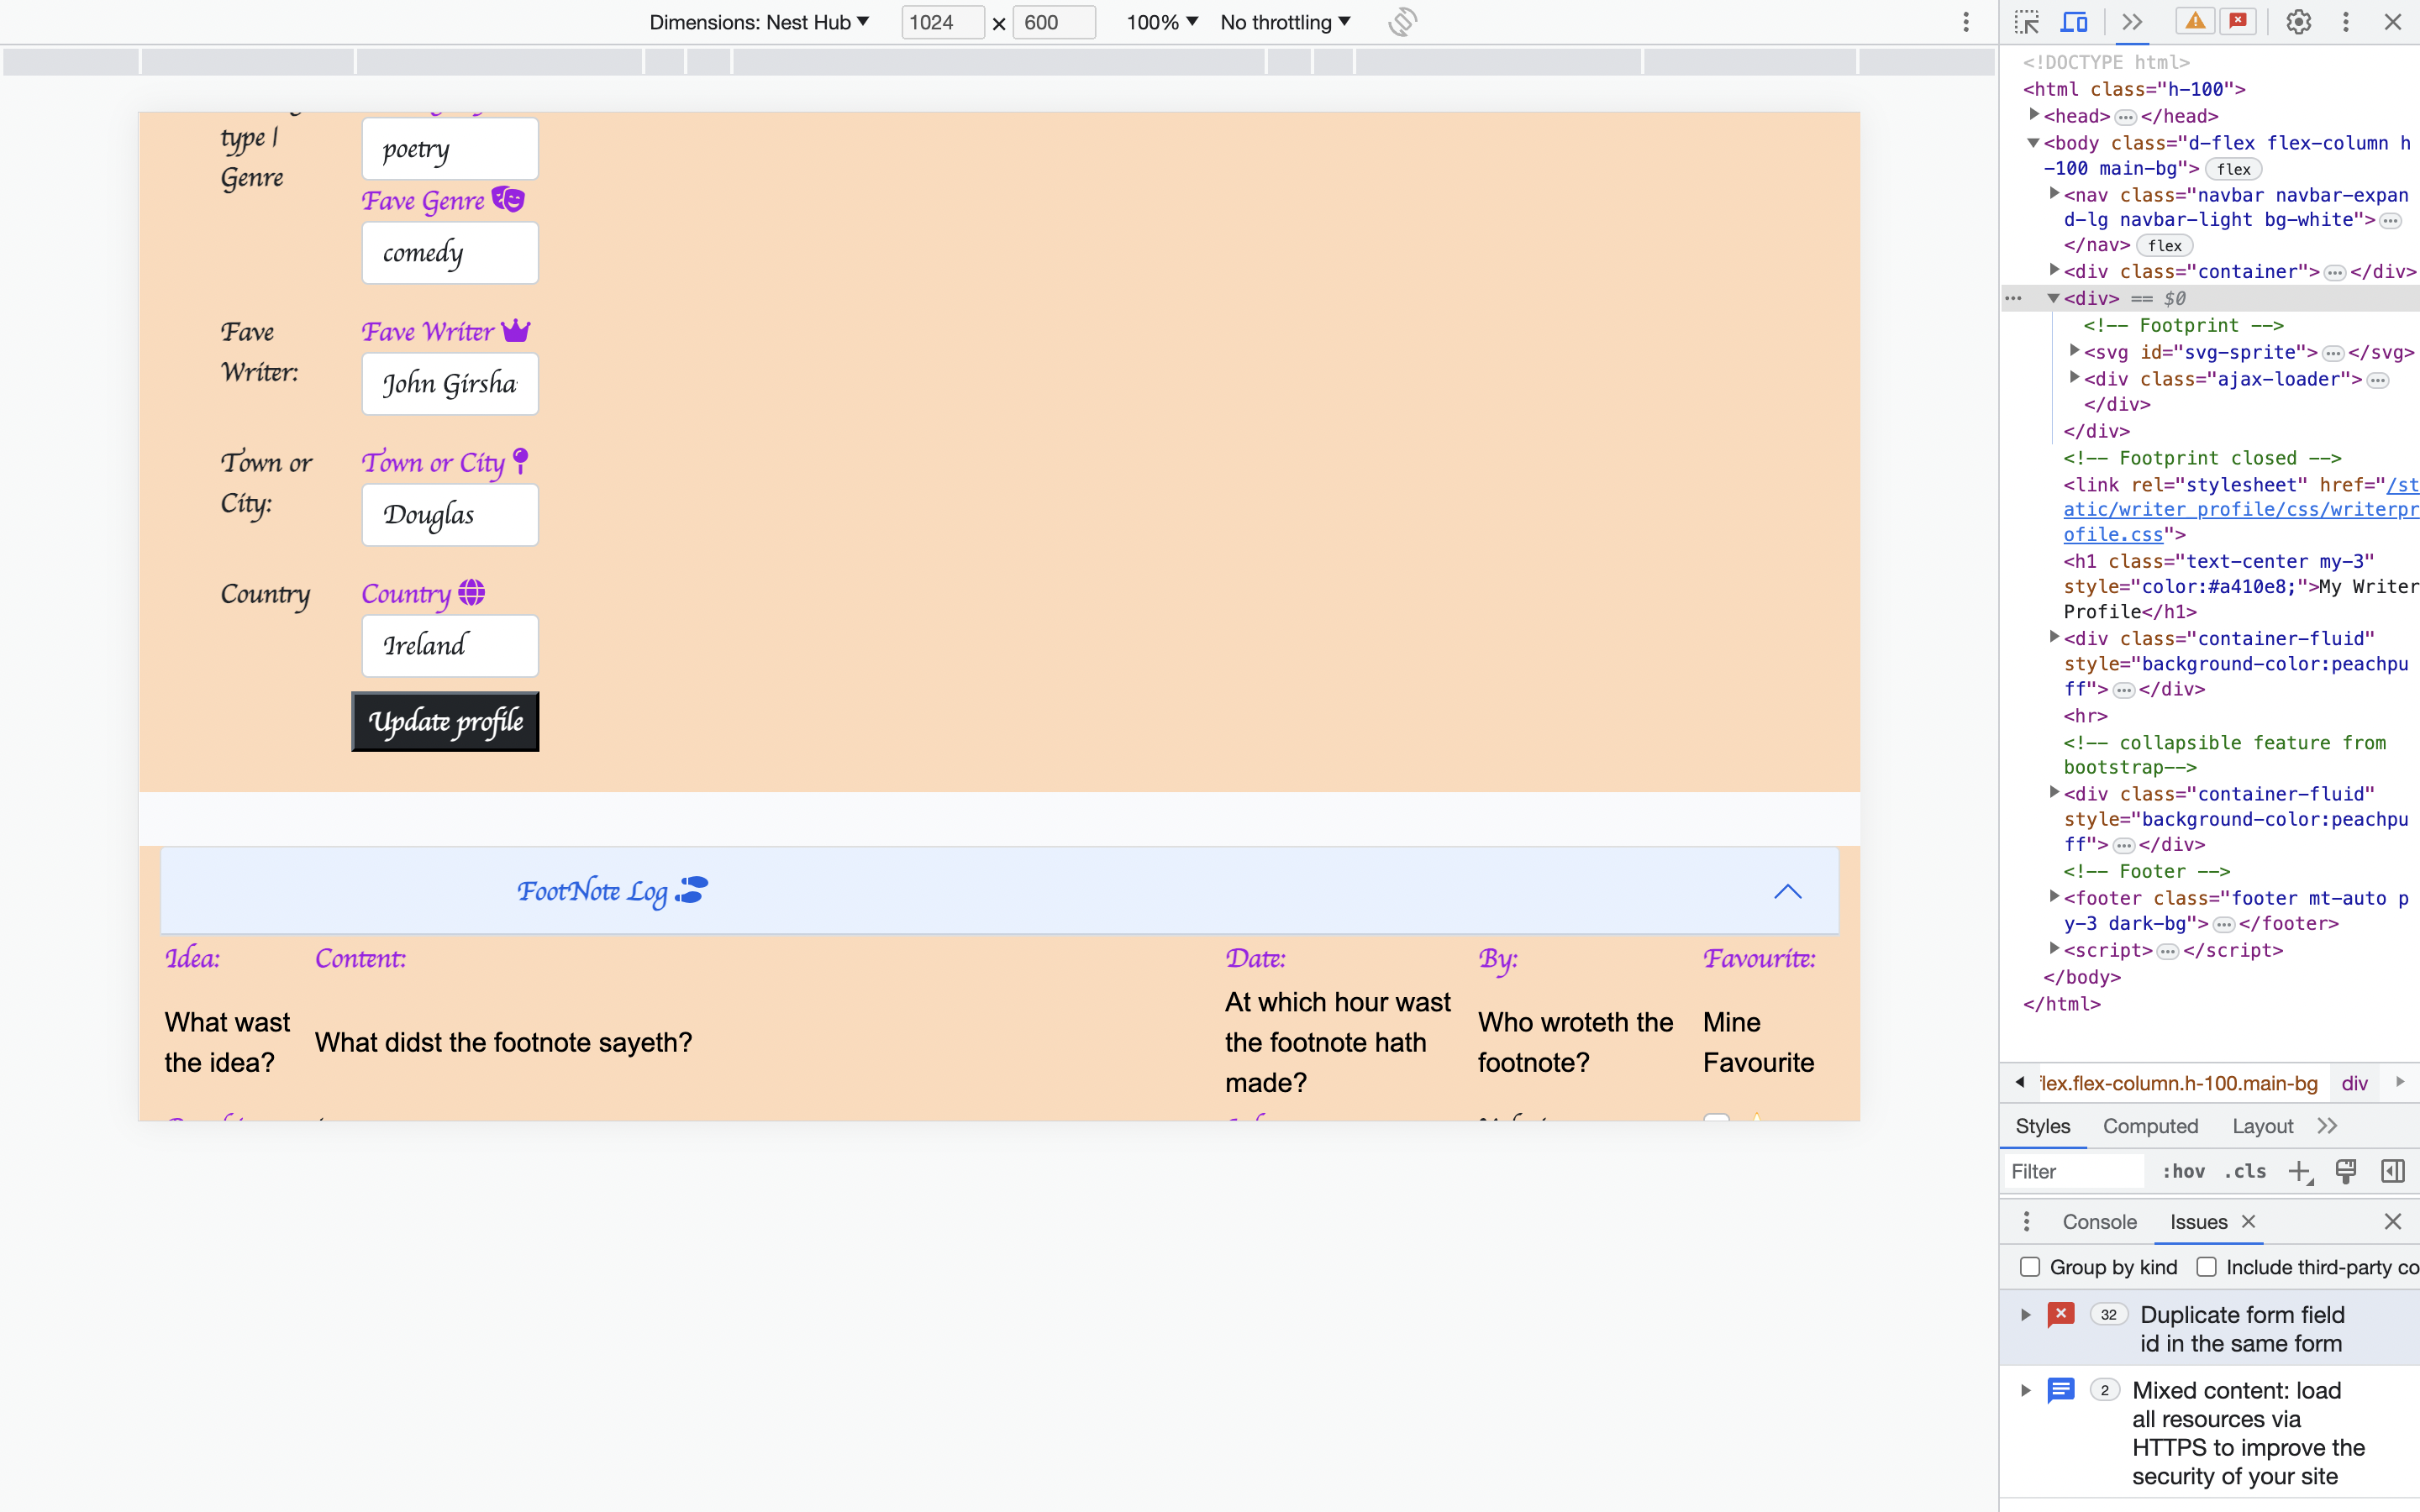 Dimensions: Nest Hub 1024 × 600 100% No throttling
type |
Genre
poetry
Fave Genre
comedy
Fave
Writer:
Fave Writer
John Girsha
Town or
City:
Town or City
Douglas
Country
Country
Ireland
Update profile
FootNote Log
Idea: Content: Date: By: Favourite:
What wast
the idea?
What didst the footnote sayeth?
At which hour wast
the footnote hath
made?
Who wroteth the
footnote?
Mine
Favourite
<!DOCTYPE html>
<html class="h-100">
<head> </head>
<body class="d-flex flex-column h
-100 main-bg"> flex
<nav class="navbar navbar-expan
d-lg navbar-light bg-white">
</nav> flex
<div class="container"> </div>
<div> == $0
<!-- Footprint -->
<svg id="svg-sprite"> </svg>
<div class="ajax-loader">
</div>
</div>
<!-- Footprint closed -->
<link rel="stylesheet" href="/st
atic/writer_profile/css/writerpr
ofile.css">
<h1 class="text-center my-3"
style="color:#a410e8;">My Writer
Profile</h1>
<div class="container-fluid"
style="background-color:peachpu
ff"> </div>
<hr>
<!-- collapsible feature from
bootstrap-->
<div class="container-fluid"
style="background-color:peachpu
ff"> </div>
<!-- Footer -->
<footer class="footer mt-auto p
y-3 dark-bg"> </footer>
<script> </script>
</body>
</html>
lex.flex-column.h-100.main-bg div
Styles Computed Layout
Filter :hov .cls
Console Issues
Group by kind Include third-party co
32 Duplicate form field
id in the same form
2 Mixed content: load
all resources via
HTTPS to improve the
security of your site